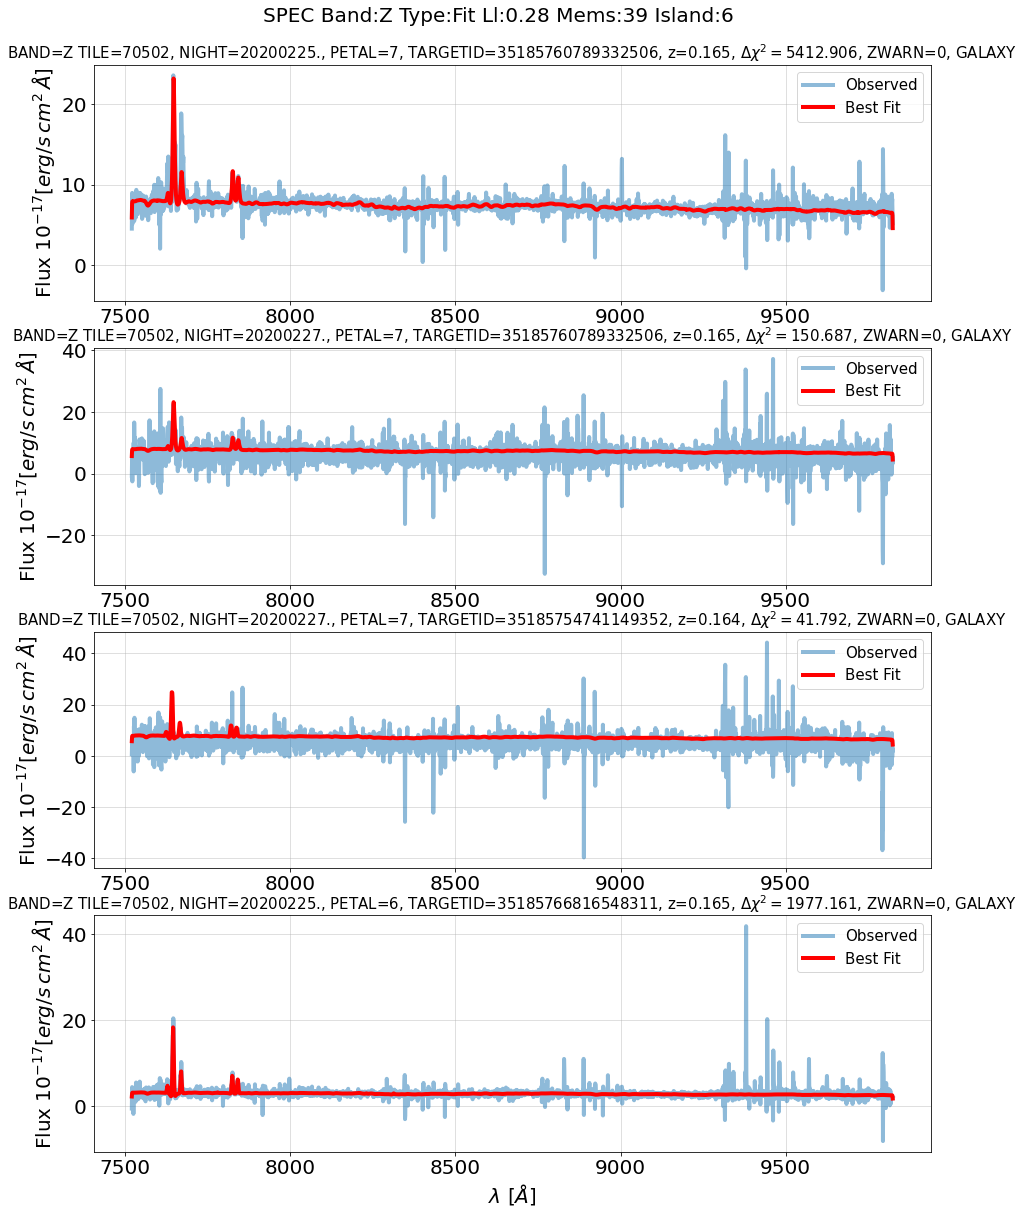 SPEC Band:Z Type:Fit Ll:0.28 Mems:39 Island:6
BAND=Z TILE=70502, NIGHT=20200225., PETAL=7, TARGETID=35185760789332506, z=0.165, Δχ² = 5412.906, ZWARN=0, GALAXY
Flux 10⁻¹⁷[erg/s cm² Å]
20
10
0
Observed
Best Fit
7500 8000 8500 9000 9500
BAND=Z TILE=70502, NIGHT=20200227., PETAL=7, TARGETID=35185760789332506, z=0.165, Δχ² = 150.687, ZWARN=0, GALAXY
Flux 10⁻¹⁷[erg/s cm² Å]
40
20
0
−20
Observed
Best Fit
7500 8000 8500 9000 9500
BAND=Z TILE=70502, NIGHT=20200227., PETAL=7, TARGETID=35185754741149352, z=0.164, Δχ² = 41.792, ZWARN=0, GALAXY
Flux 10⁻¹⁷[erg/s cm² Å]
40
20
0
−20
−40
Observed
Best Fit
7500 8000 8500 9000 9500
BAND=Z TILE=70502, NIGHT=20200225., PETAL=6, TARGETID=35185766816548311, z=0.165, Δχ² = 1977.161, ZWARN=0, GALAXY
Flux 10⁻¹⁷[erg/s cm² Å]
40
20
0
Observed
Best Fit
7500 8000 8500 9000 9500
λ [Å]